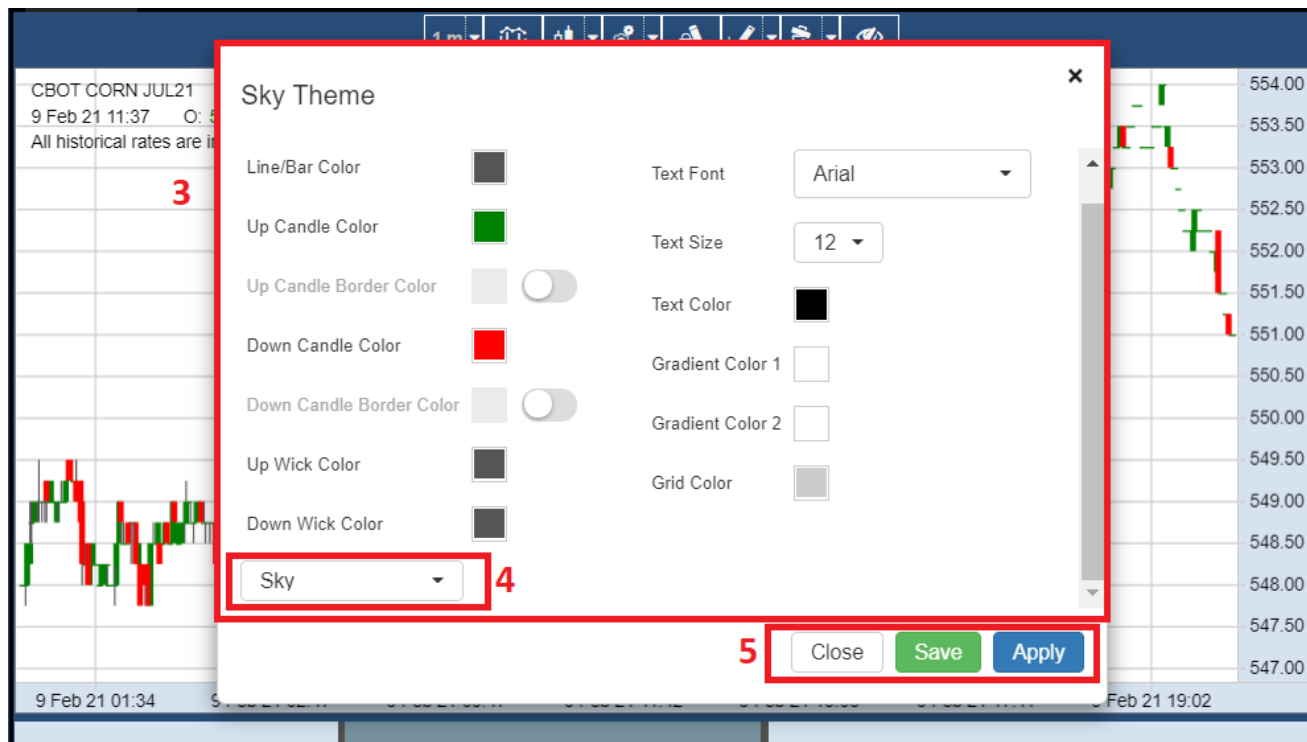 1 m
CBOT CORN JUL21
9 Feb 21 11:37 O:
All historical rates are
3
Sky Theme
×
Line/Bar Color
Up Candle Color
Up Candle Border Color
Down Candle Color
Down Candle Border Color
Up Wick Color
Down Wick Color
Sky
4
Text Font
Arial
Text Size
12
Text Color
Gradient Color 1
Gradient Color 2
Grid Color
5
Close
Save
Apply
554.00
553.50
553.00
552.50
552.00
551.50
551.00
550.50
550.00
549.50
549.00
548.50
548.00
547.50
547.00
9 Feb 21 01:34
Feb 21 19:02